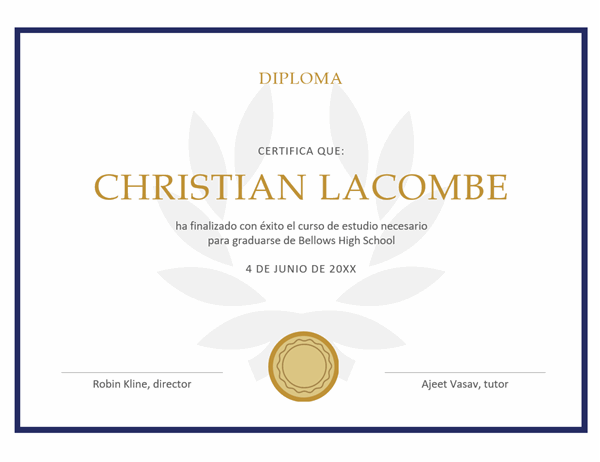 DIPLOMA
CERTIFICA QUE:
CHRISTIAN LACOMBE
ha finalizado con éxito el curso de estudio necesario
para graduarse de Bellows High School
4 DE JUNIO DE 20XX
Robin Kline, director
Ajeet Vasav, tutor